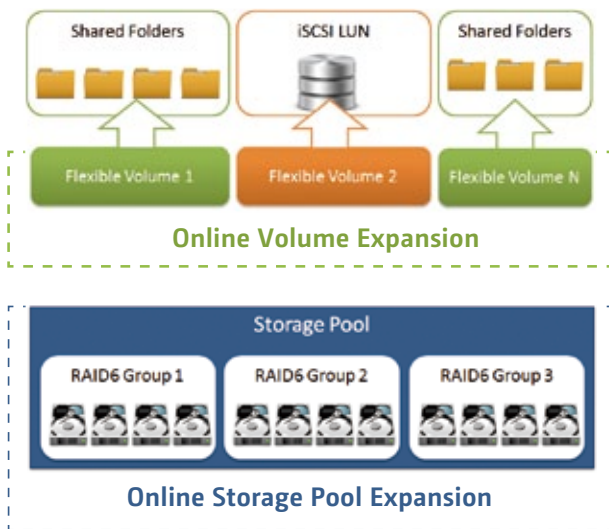 Shared Folders
iSCSI LUN
Shared Folders
Flexible Volume 1
Flexible Volume 2
Flexible Volume N
Online Volume Expansion
Storage Pool
RAID6 Group 1
RAID6 Group 2
RAID6 Group 3
Online Storage Pool Expansion